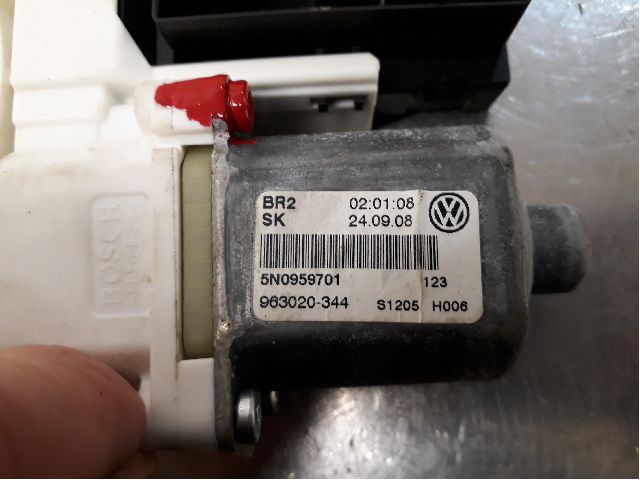 BR2 02:01:08
SK 24.09.08
5N0959701 123
963020-344 S1205 H006
BOSCH